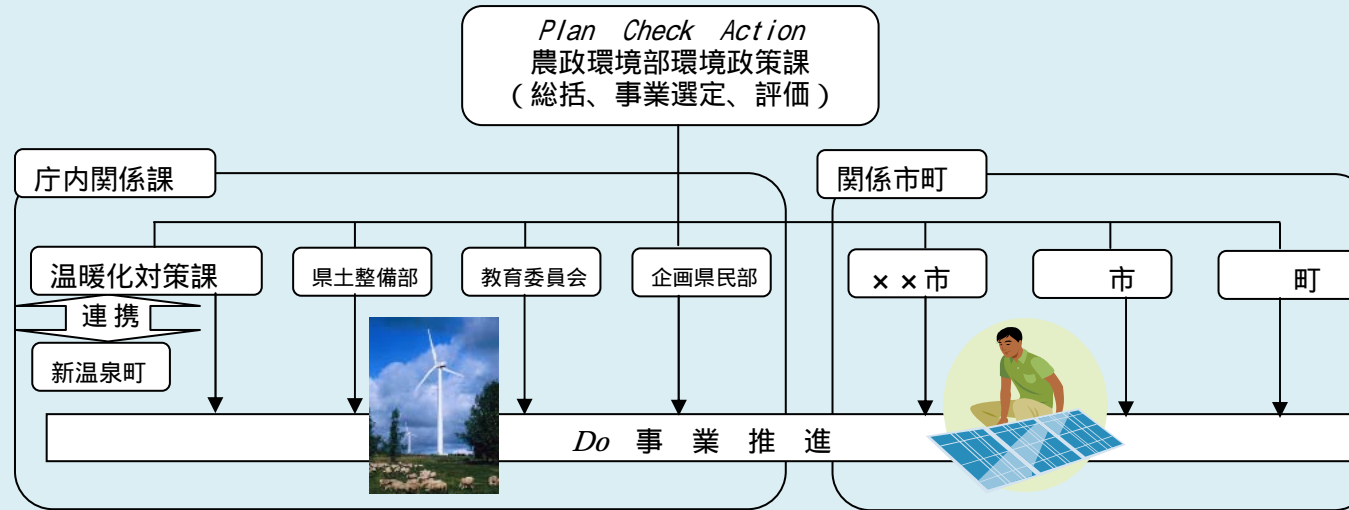 Plan Check Action
農政環境部環境政策課
(総括、事業選定、評価)
庁内関係課
関係市町
温暖化対策課
県土整備部
教育委員会
企画県民部
××市
市
町
連携
新温泉町
Do 事業推進